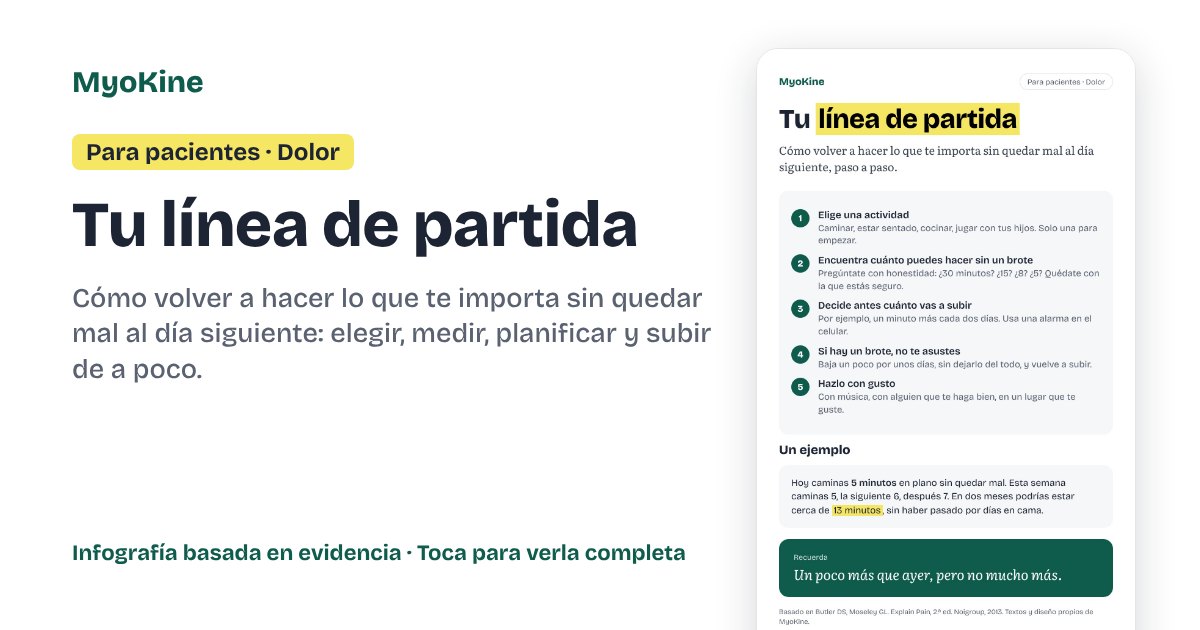 MyoKine
Para pacientes · Dolor
Tu línea de partida
Cómo volver a hacer lo que te importa sin quedar
mal al día siguiente: elegir, medir, planificar y subir
de a poco.
Infografía basada en evidencia · Toca para verla completa
MyoKine
Para pacientes · Dolor
Tu línea de partida
Cómo volver a hacer lo que te importa sin quedar mal al día
siguiente, paso a paso.
1
Elige una actividad
Caminar, estar sentado, cocinar, jugar con tus hijos. Solo una para
empezar.
2
Encuentra cuánto puedes hacer sin un brote
Pregúntate con honestidad: ¿30 minutos? ¿15? ¿8? ¿5? Quédate con
la que estás seguro.
3
Decide antes cuánto vas a subir
Por ejemplo, un minuto más cada dos días. Usa una alarma en el
celular.
4
Si hay un brote, no te asustes
Baja un poco por unos días, sin dejarlo del todo, y vuelve a subir.
5
Hazlo con gusto
Con música, con alguien que te haga bien, en un lugar que te
guste.
Un ejemplo
Hoy caminas 5 minutos en plano sin quedar mal. Esta semana
caminas 5, la siguiente 6, después 7. En dos meses podrías estar
cerca de 13 minutos, sin haber pasado por días en cama.
Recuerda
Un poco más que ayer, pero no mucho más.
Basado en Butler DS, Moseley GL. Explain Pain, 2ª ed. Noigroup, 2013. Textos y diseño propios de
MyoKine.